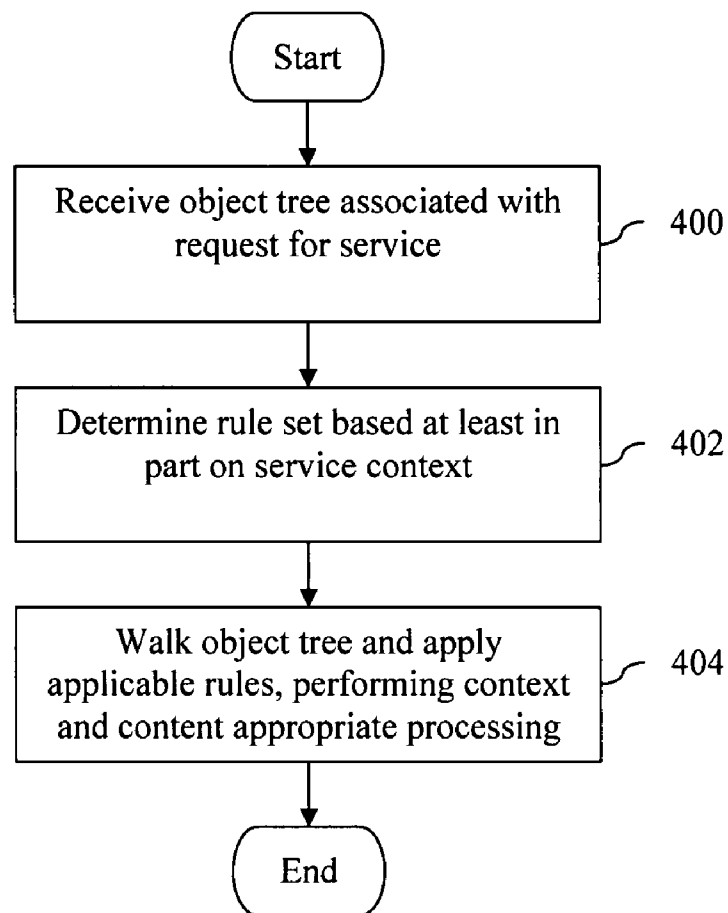 Start
Receive object tree associated with
request for service
400
Determine rule set based at least in
part on service context
402
Walk object tree and apply
applicable rules, performing context
and content appropriate processing
404
End